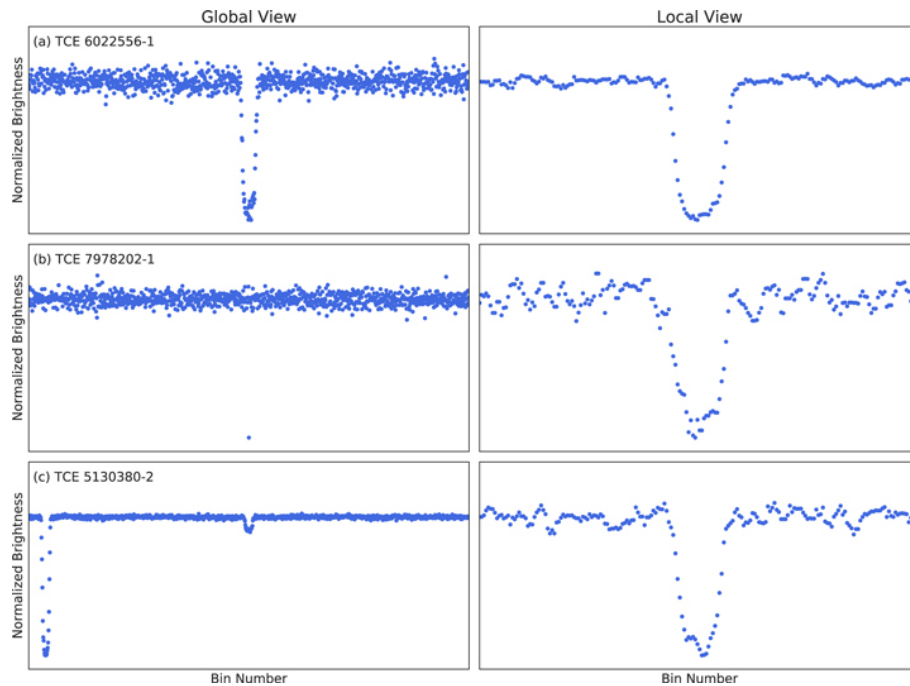 Global View
Local View
(a) TCE 6022556-1
Normalized Brightness
(b) TCE 7978202-1
Normalized Brightness
(c) TCE 5130380-2
Normalized Brightness
Bin Number
Bin Number